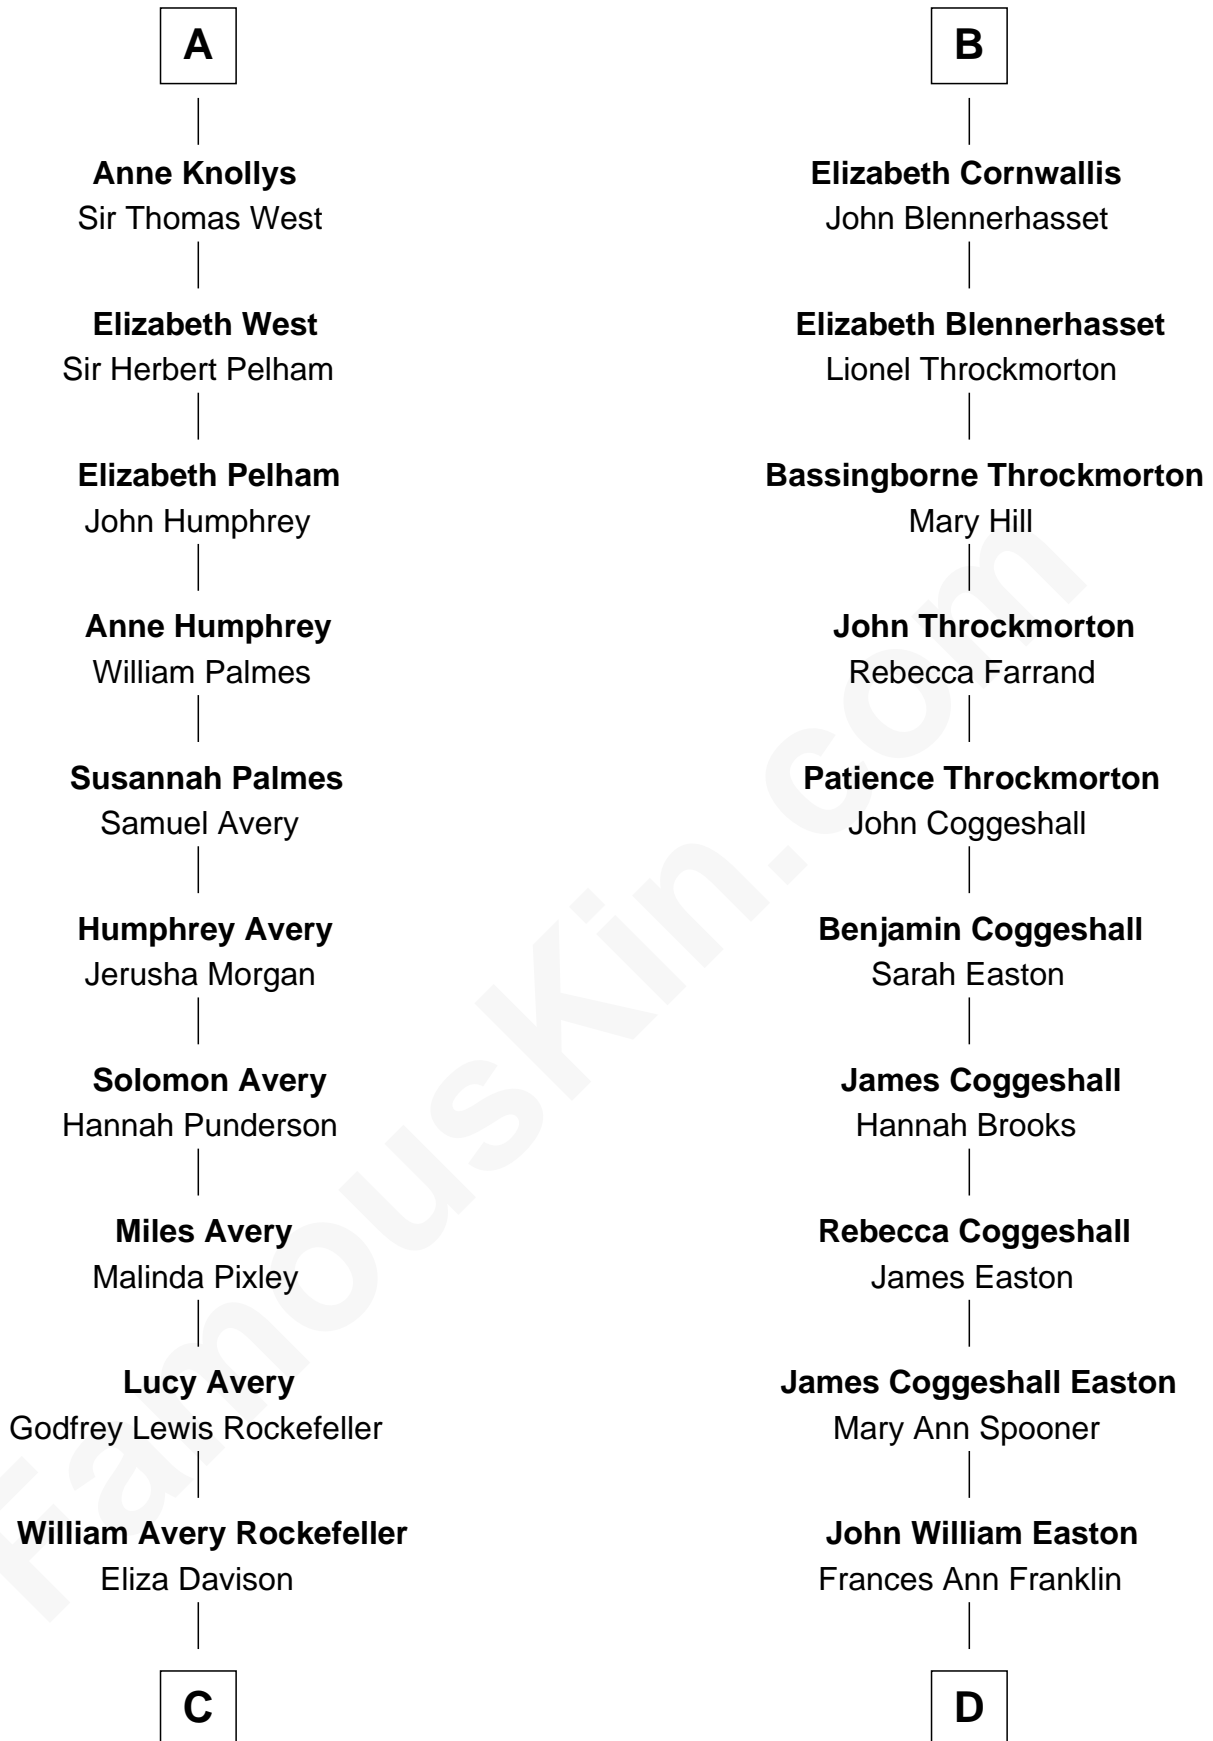 A
Anne Knollys
Sir Thomas West
Elizabeth West
Sir Herbert Pelham
Elizabeth Pelham
John Humphrey
Anne Humphrey
William Palmes
Susannah Palmes
Samuel Avery
Humphrey Avery
Jerusha Morgan
Solomon Avery
Hannah Punderson
Miles Avery
Malinda Pixley
Lucy Avery
Godfrey Lewis Rockefeller
William Avery Rockefeller
Eliza Davison
C
B
Elizabeth Cornwallis
John Blennerhasset
Elizabeth Blennerhasset
Lionel Throckmorton
Bassingborne Throckmorton
Mary Hill
John Throckmorton
Rebecca Farrand
Patience Throckmorton
John Coggeshall
Benjamin Coggeshall
Sarah Easton
James Coggeshall
Hannah Brooks
Rebecca Coggeshall
James Easton
James Coggeshall Easton
Mary Ann Spooner
John William Easton
Frances Ann Franklin
D
FamousKin.com